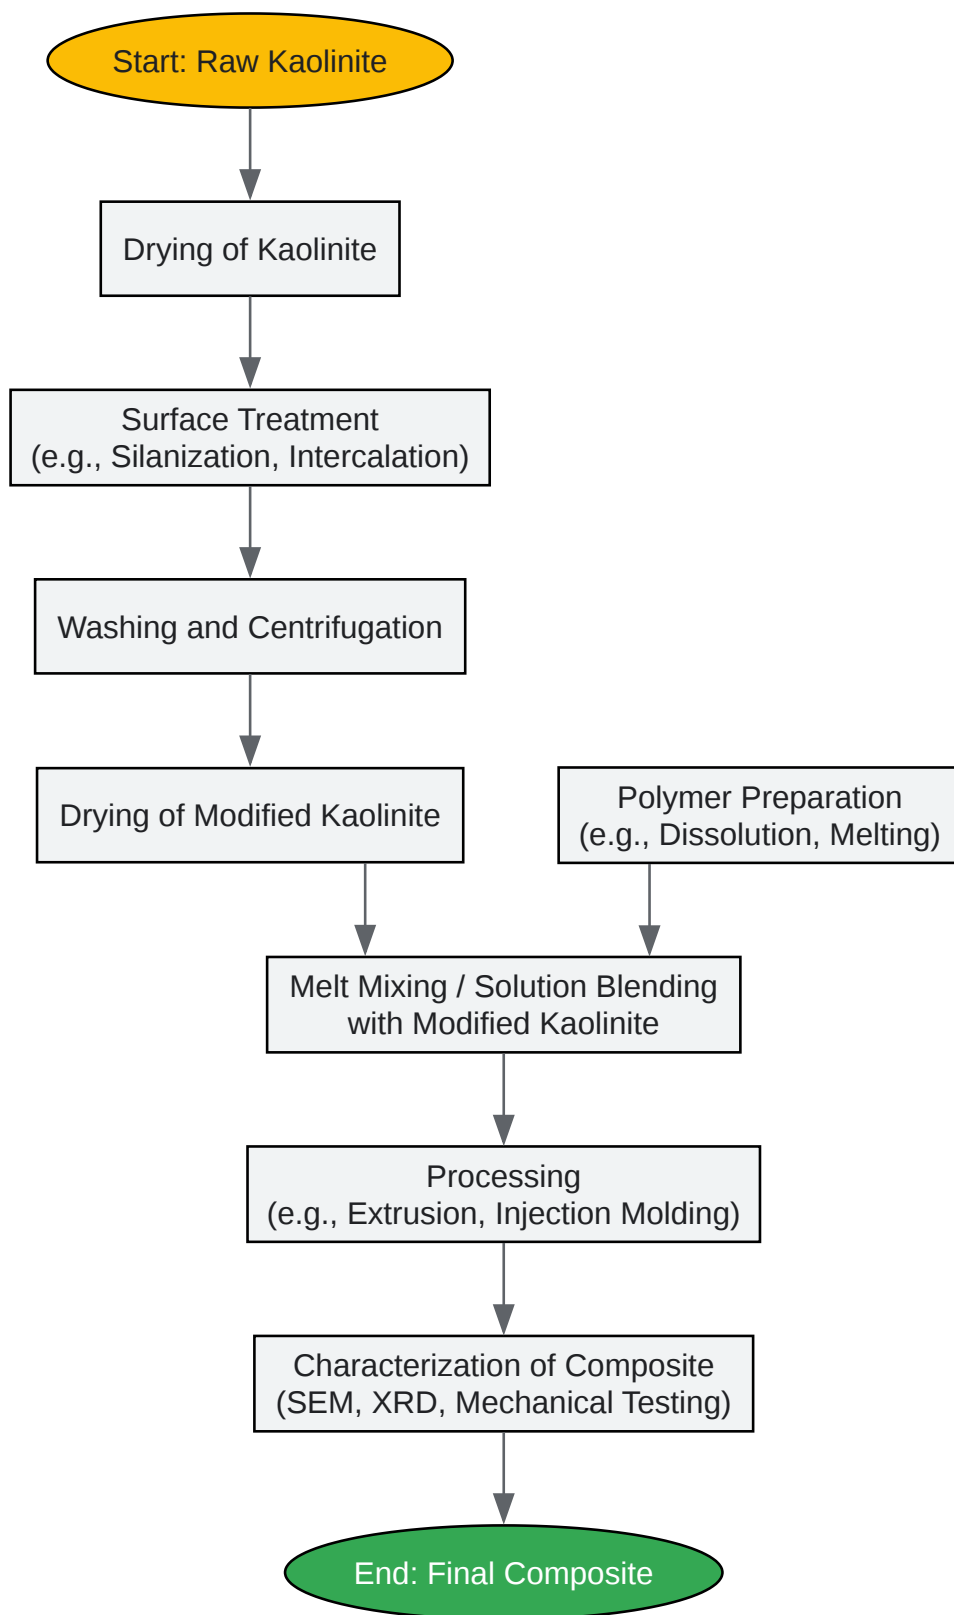 Start: Raw Kaolinite
Drying of Kaolinite
Surface Treatment
(e.g., Silanization, Intercalation)
Washing and Centrifugation
Drying of Modified Kaolinite
Polymer Preparation
(e.g., Dissolution, Melting)
Melt Mixing / Solution Blending
with Modified Kaolinite
Processing
(e.g., Extrusion, Injection Molding)
Characterization of Composite
(SEM, XRD, Mechanical Testing)
End: Final Composite